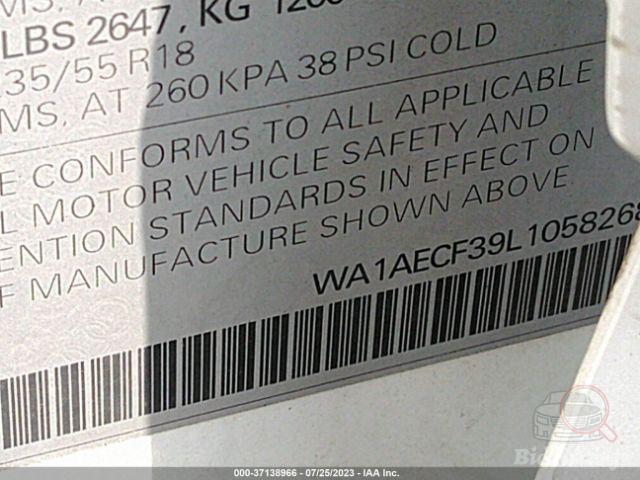 MS.
LBS 2647, KG
35/55 R18
MS, AT 260 KPA 38 PSI COLD
E CONFORMS TO ALL APPLICABLE
L MOTOR VEHICLE SAFETY AND
ENTION STANDARDS IN EFFECT ON
F MANUFACTURE SHOWN ABOVE
WA1AECF39L1058268
000-37138966 - 07/25/2023 - IAA Inc.